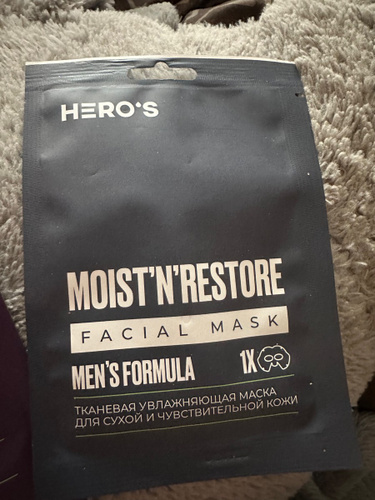 HERO'S
MOIST'N'RESTORE
FACIAL MASK
MEN'S FORMULA 1X
ТКАНЕВАЯ УВЛАЖНЯЮЩАЯ МАСКА
ДЛЯ СУХОЙ И ЧУВСТВИТЕЛЬНОЙ КОЖИ